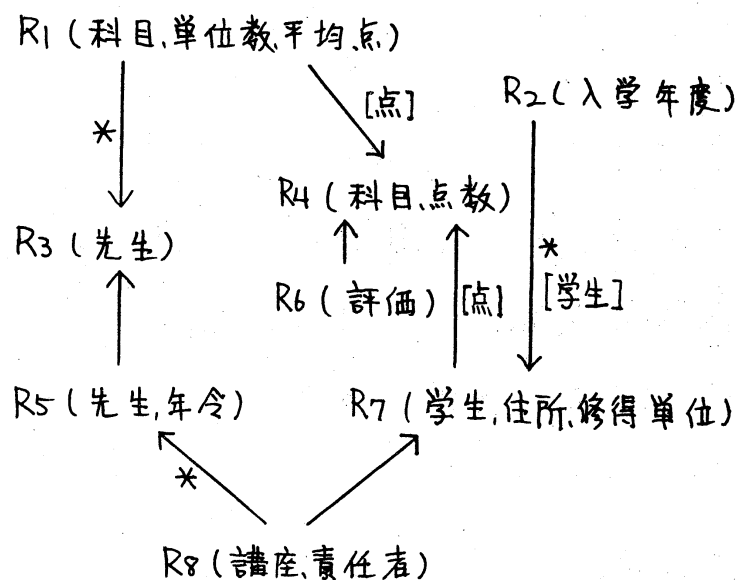 R1(科目,単位数,平均点)
[点]
R2(入学年度)
*
R4(科目,点数)
R3(先生)
*
R6(評価)
[点]
[学生]
R5(先生,年令)
R7(学生,住所,修得単位)
*
R8(講座,責任者)